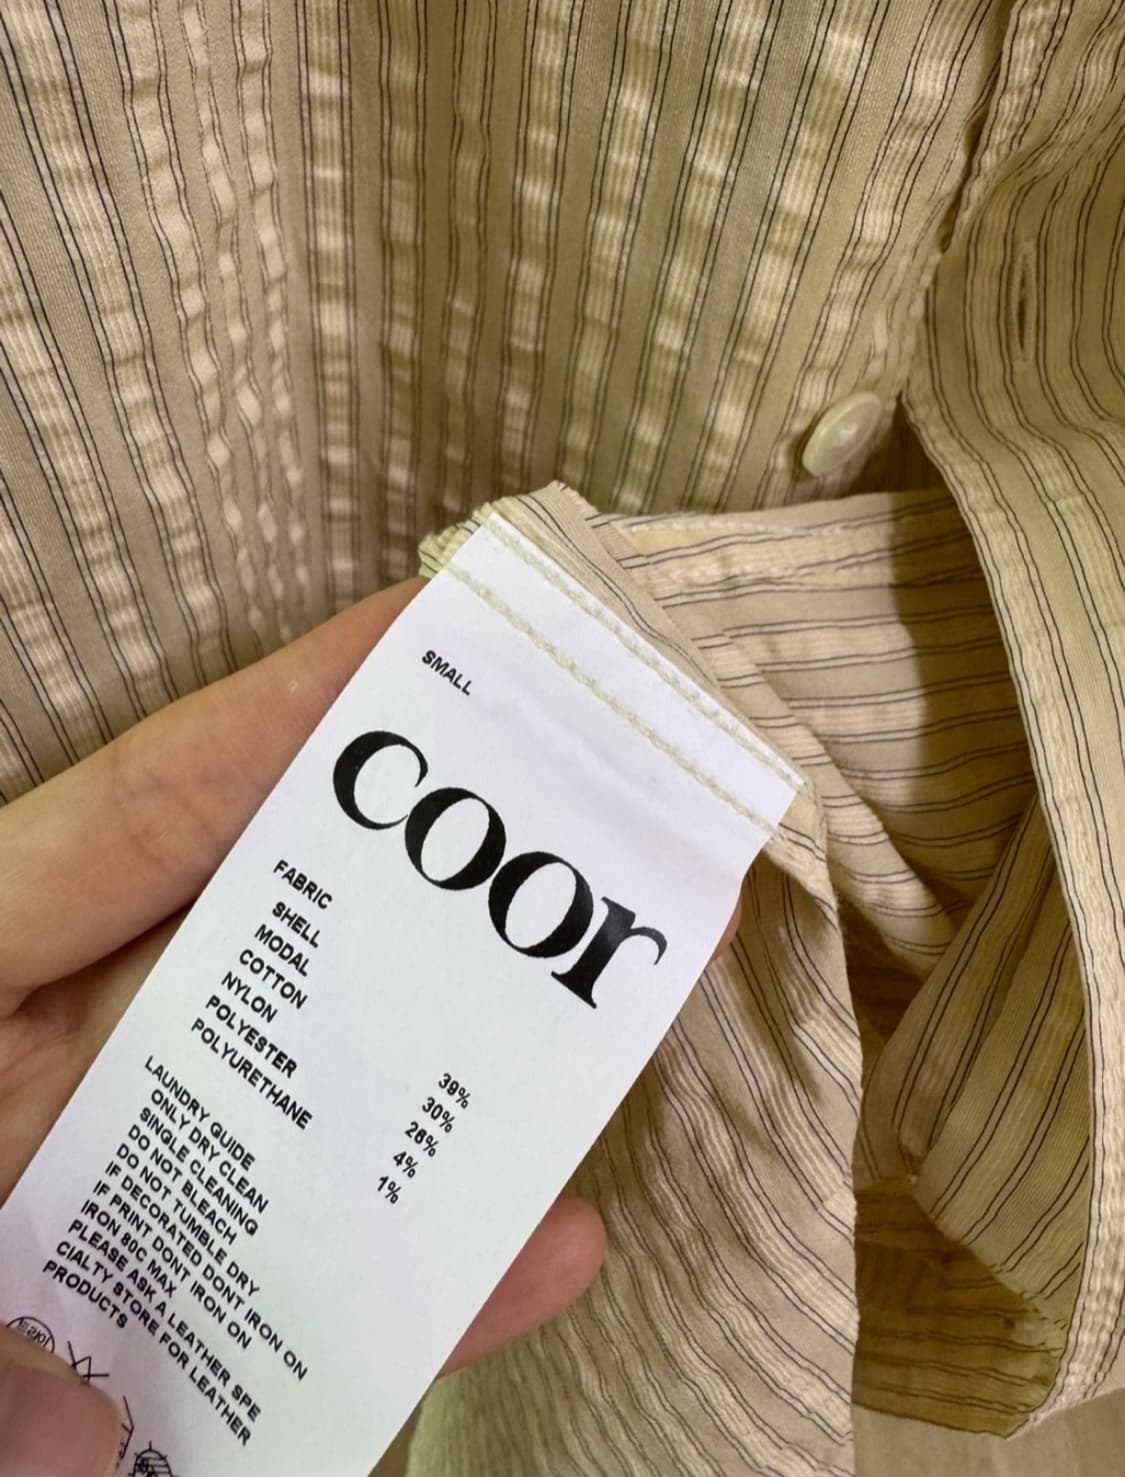 SMALL
coor
FABRIC
SHELL
MODAL 39%
COTTON 30%
NYLON 26%
POLYESTER 4%
POLYURETHANE 1%
LAUNDRY GUIDE
ONLY DRY CLEAN
SINGLE CLEANING
DO NOT BLEACH
DO NOT TUMBLE DRY
IF DECORATED DONT IRON ON
IF PRINT DONT IRON ON
IRON 80C MAX
PLEASE ASK A LEATHER SPE
CIALTY STORE FOR LEATHER
PRODUCTS